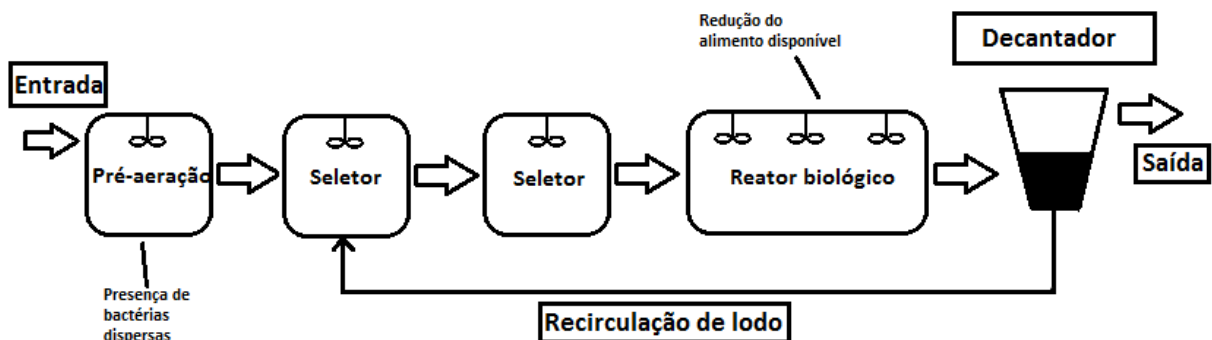 Entrada
Pré-aeração
Presença de
bactérias
dispersas
Seletor
Seletor
Redução do
alimento disponível
Reator biológico
Decantador
Saída
Recirculação de lodo